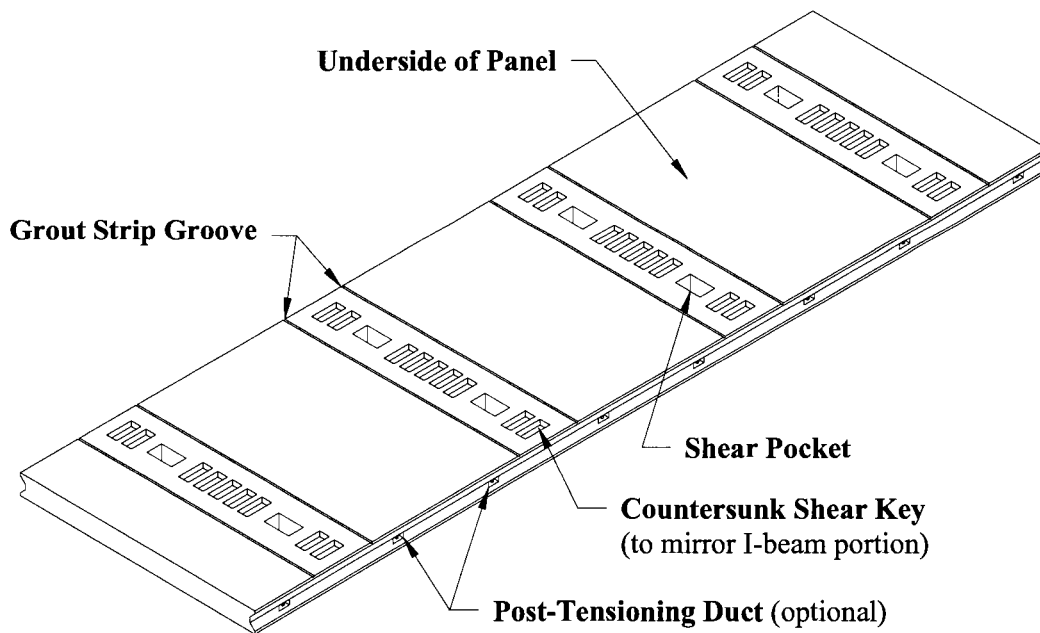 Underside of Panel
Grout Strip Groove
Shear Pocket
Countersunk Shear Key
(to mirror I-beam portion)
Post-Tensioning Duct (optional)